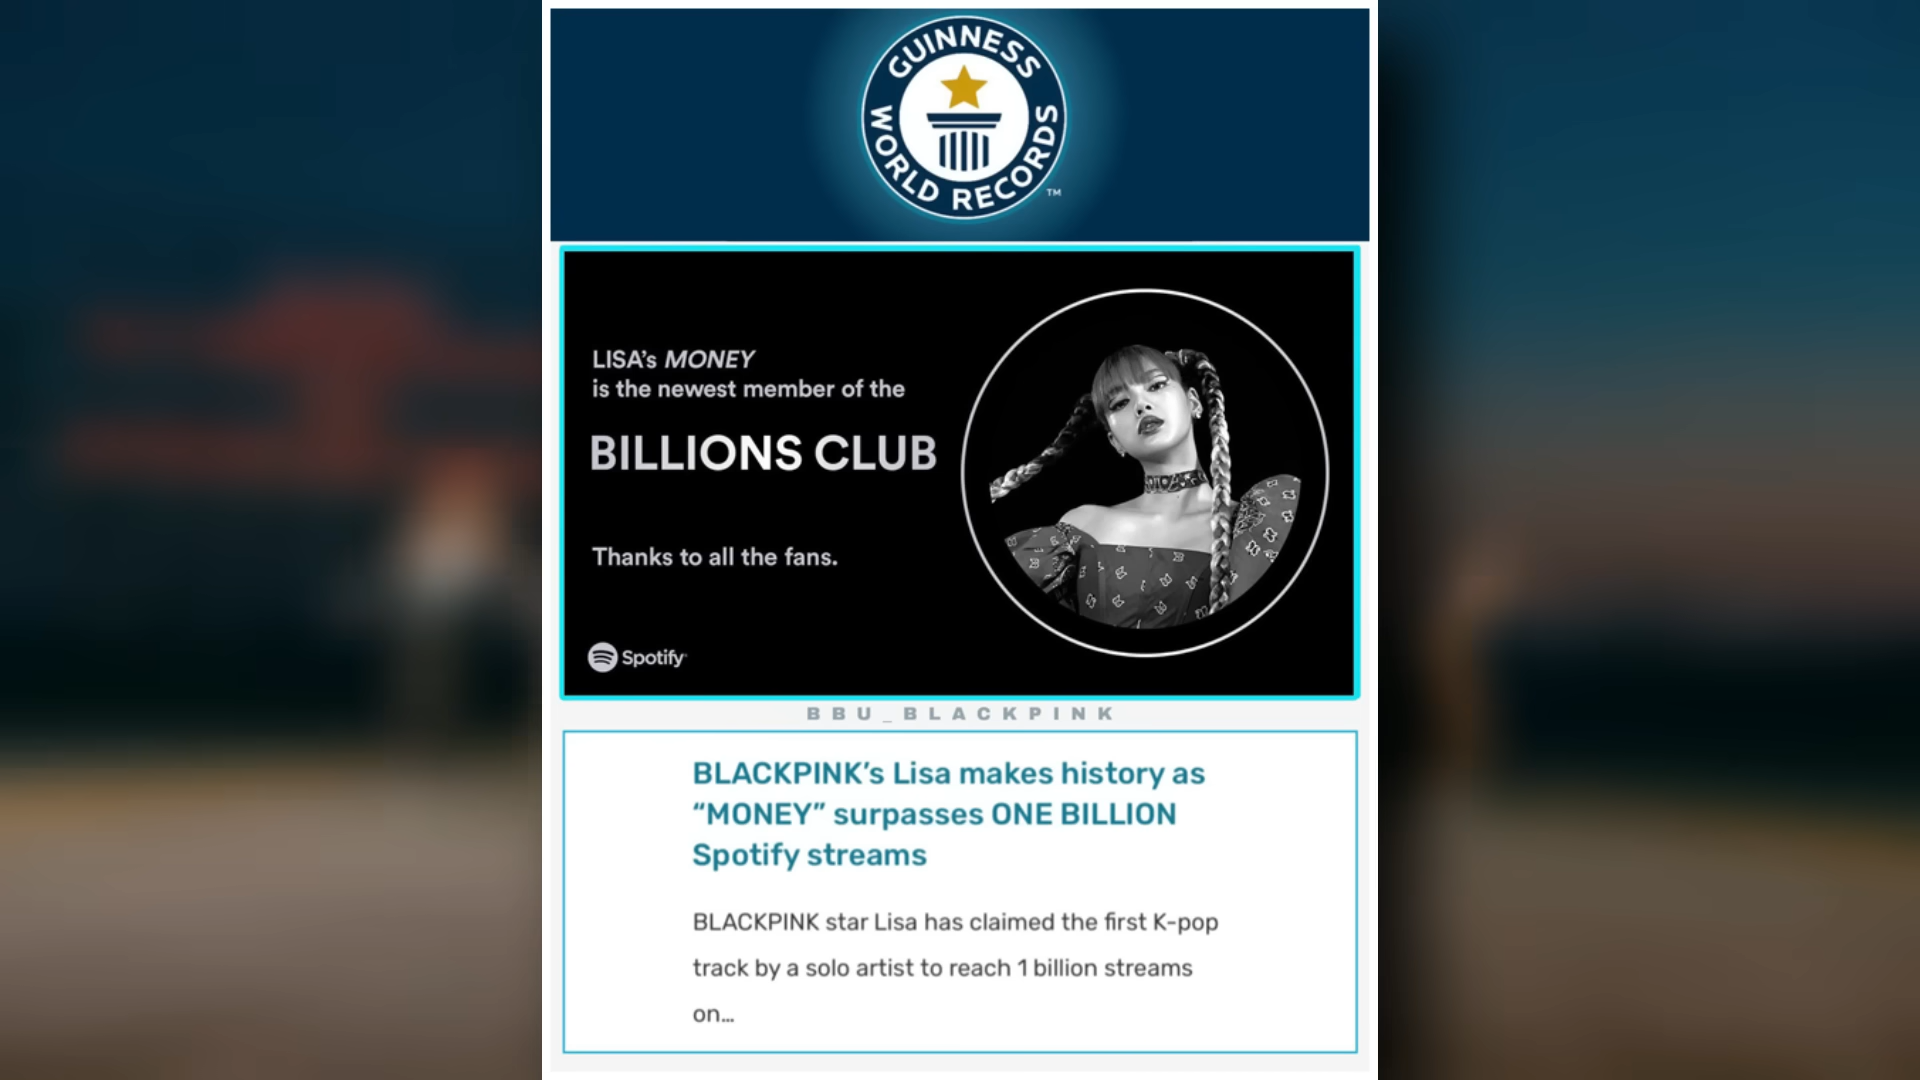 GUINNESS
WORLD RECORDS
TM
LISA's MONEY
is the newest member of the
BILLIONS CLUB
Thanks to all the fans.
Spotify
BBU_BLACKPINK
BLACKPINK’s Lisa makes history as
“MONEY” surpasses ONE BILLION
Spotify streams
BLACKPINK star Lisa has claimed the first K-pop
track by a solo artist to reach 1 billion streams
on…